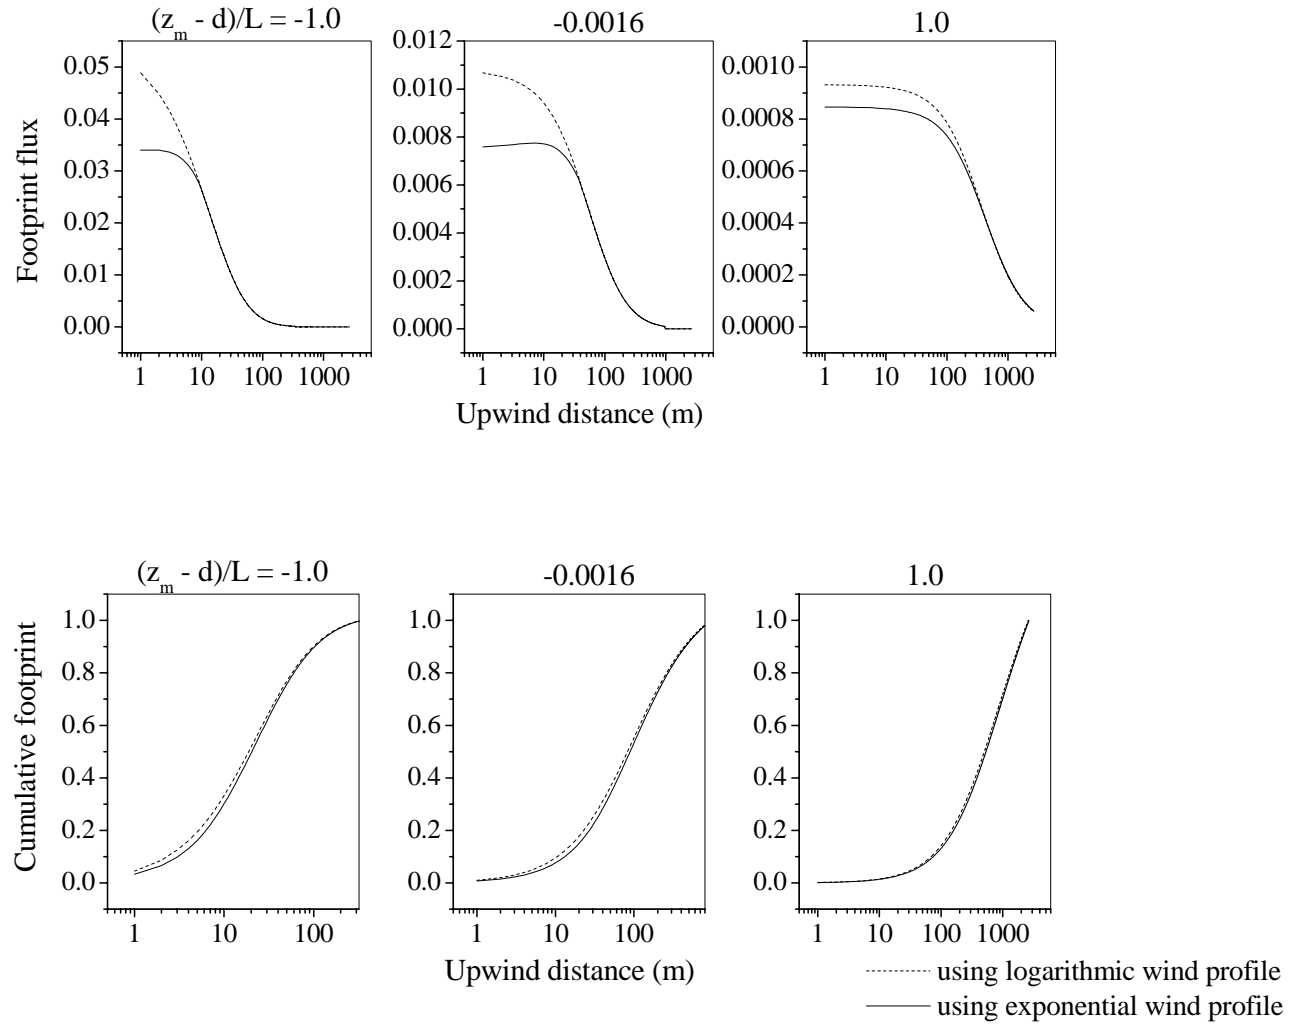 (z_m - d)/L = -1.0
-0.0016
1.0
Footprint flux
0.05
0.04
0.03
0.02
0.01
0.00
1 10 100 1000
0.012
0.010
0.008
0.006
0.004
0.002
0.000
1 10 100 1000
0.0010
0.0008
0.0006
0.0004
0.0002
0.0000
1 10 100 1000
Upwind distance (m)
(z_m - d)/L = -1.0
-0.0016
1.0
Cumulative footprint
1.0
0.8
0.6
0.4
0.2
0.0
1 10 100
1.0
0.8
0.6
0.4
0.2
0.0
1 10 100
1.0
0.8
0.6
0.4
0.2
0.0
1 10 100 1000
Upwind distance (m)
using logarithmic wind profile
using exponential wind profile